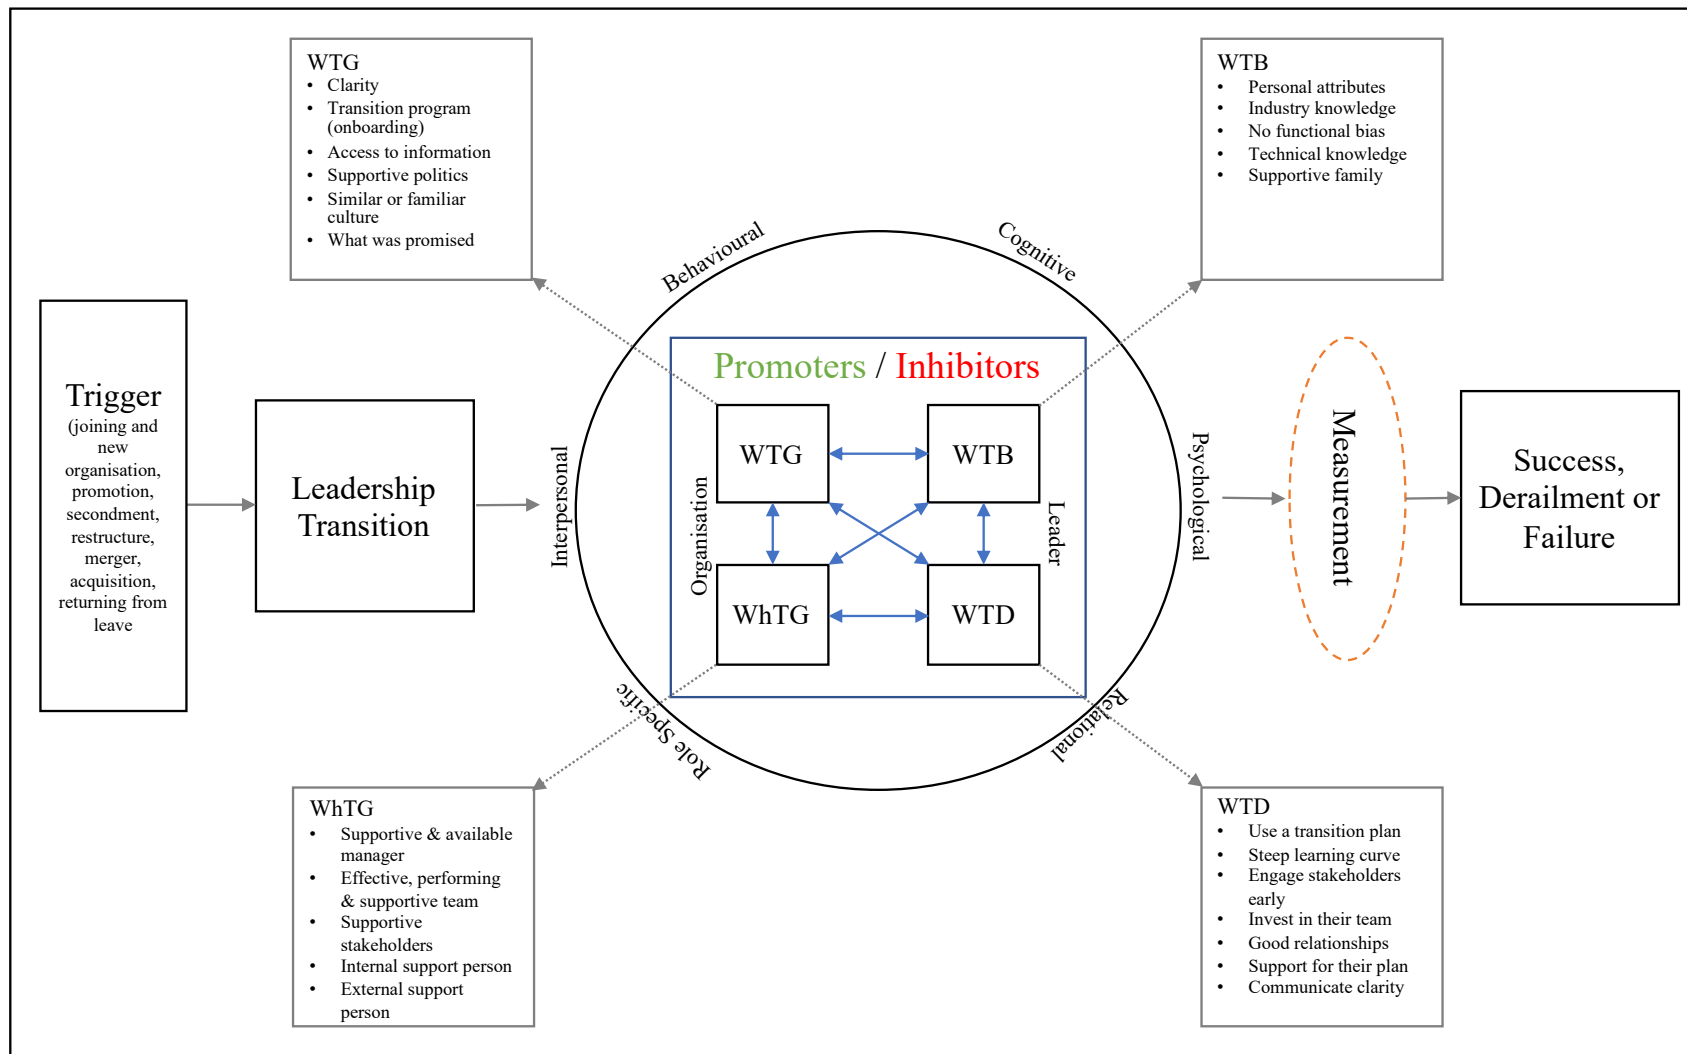 WTG
• Clarity
• Transition program
(onboarding)
• Access to information
• Supportive politics
• Similar or familiar
culture
• What was promised
WTB
• Personal attributes
• Industry knowledge
• No functional bias
• Technical knowledge
• Supportive family
Behavioural
Cognitive
Trigger
(joining and
new
organisation,
promotion,
secondment,
restructure,
merger,
acquisition,
returning from
leave
Leadership
Transition
Interpersonal
Promoters / Inhibitors
WTG
WTB
Organisation
Leader
WhTG
WTD
Psychological
Measurement
Success,
Derailment or
Failure
Role Specific
Relational
WhTG
• Supportive & available
manager
• Effective, performing
& supportive team
• Supportive
stakeholders
• Internal support person
• External support
person
WTD
• Use a transition plan
• Steep learning curve
• Engage stakeholders
early
• Invest in their team
• Good relationships
• Support for their plan
• Communicate clarity